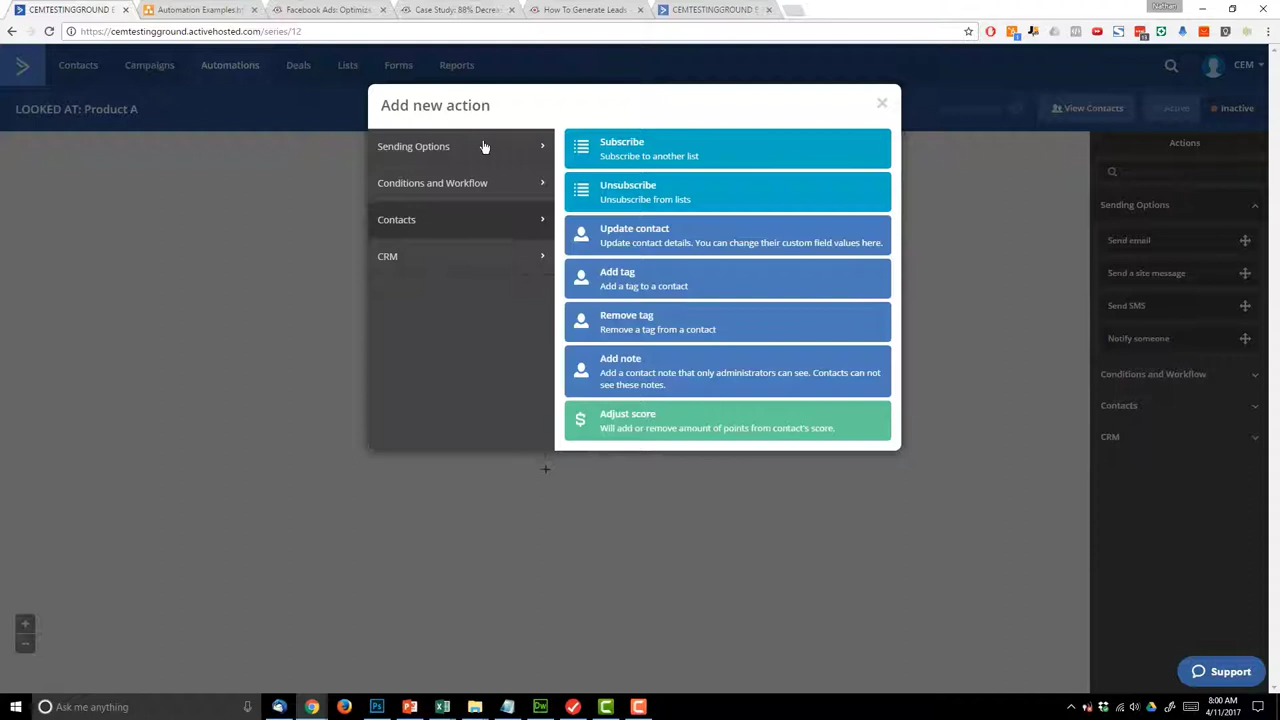 CEMTESTINGGROUND E
Automation Examples b
Facebook Ads: Optimize
Case Study: 88% Decrea
How To Generate Leads
CEMTESTINGGROUND E
Nathan
https://cemtestingground.activehosted.com/series/12
Contacts
Campaigns
Automations
Deals
Lists
Forms
Reports
CEM
LOOKED AT: Product A
View Contacts
Active
Inactive
Add new action
Sending Options
Conditions and Workflow
Contacts
CRM
Subscribe
Subscribe to another list
Unsubscribe
Unsubscribe from lists
Update contact
Update contact details. You can change their custom field values here.
Add tag
Add a tag to a contact
Remove tag
Remove a tag from a contact
Add note
Add a contact note that only administrators can see. Contacts can not
see these notes.
Adjust score
Will add or remove amount of points from contact's score.
Actions
Sending Options
Send email
Send a site message
Send SMS
Notify someone
Conditions and Workflow
Contacts
CRM
+
−
Support
Ask me anything
8:00 AM
4/11/2017